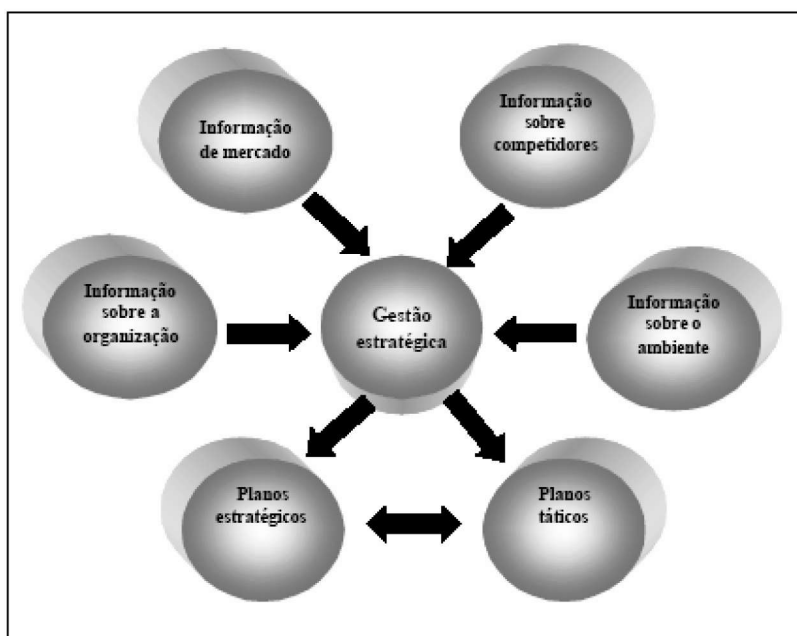 Informação
de mercado
Informação
sobre
competidores
Informação
sobre a
organização
Gestão
estratégica
Informação
sobre o
ambiente
Planos
estratégicos
Planos
táticos